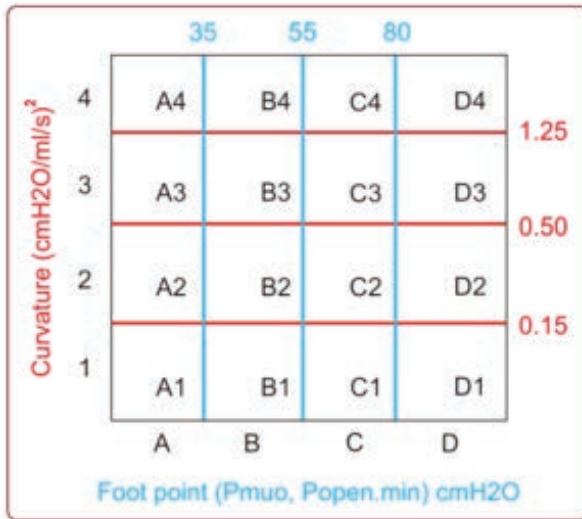 35 55 80
Curvature (cmH2O/ml/s)²
4 A4 B4 C4 D4
1.25
3 A3 B3 C3 D3
0.50
2 A2 B2 C2 D2
0.15
1
A1 B1 C1 D1
A B C D
Foot point (Pmuo, Popen.min) cmH2O